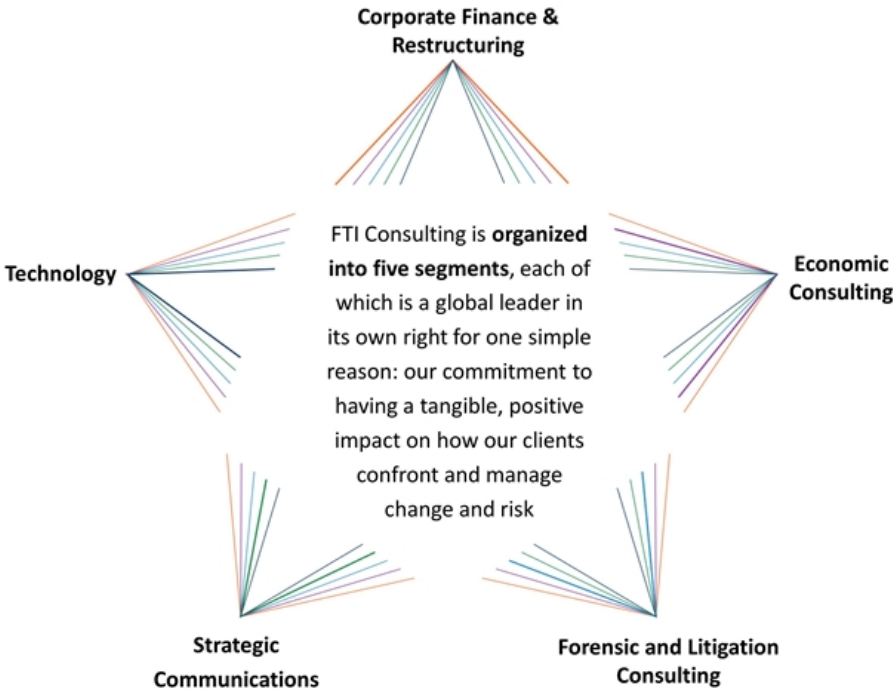 Corporate Finance &
Restructuring
FTI Consulting is organized
into five segments, each of
which is a global leader in
its own right for one simple
reason: our commitment to
having a tangible, positive
impact on how our clients
confront and manage
change and risk
Technology
Economic
Consulting
Strategic
Communications
Forensic and Litigation
Consulting